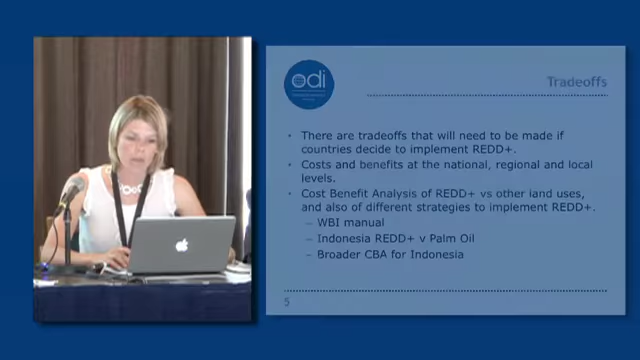 odi
Tradeoffs
• There are tradeoffs that will need to be made if
countries decide to implement REDD+.
• Costs and benefits at the national, regional and local
levels.
• Cost Benefit Analysis of REDD+ vs other land uses,
and also of different strategies to implement REDD+.
– WBI manual
– Indonesia REDD+ v Palm Oil
– Broader CBA for Indonesia
5